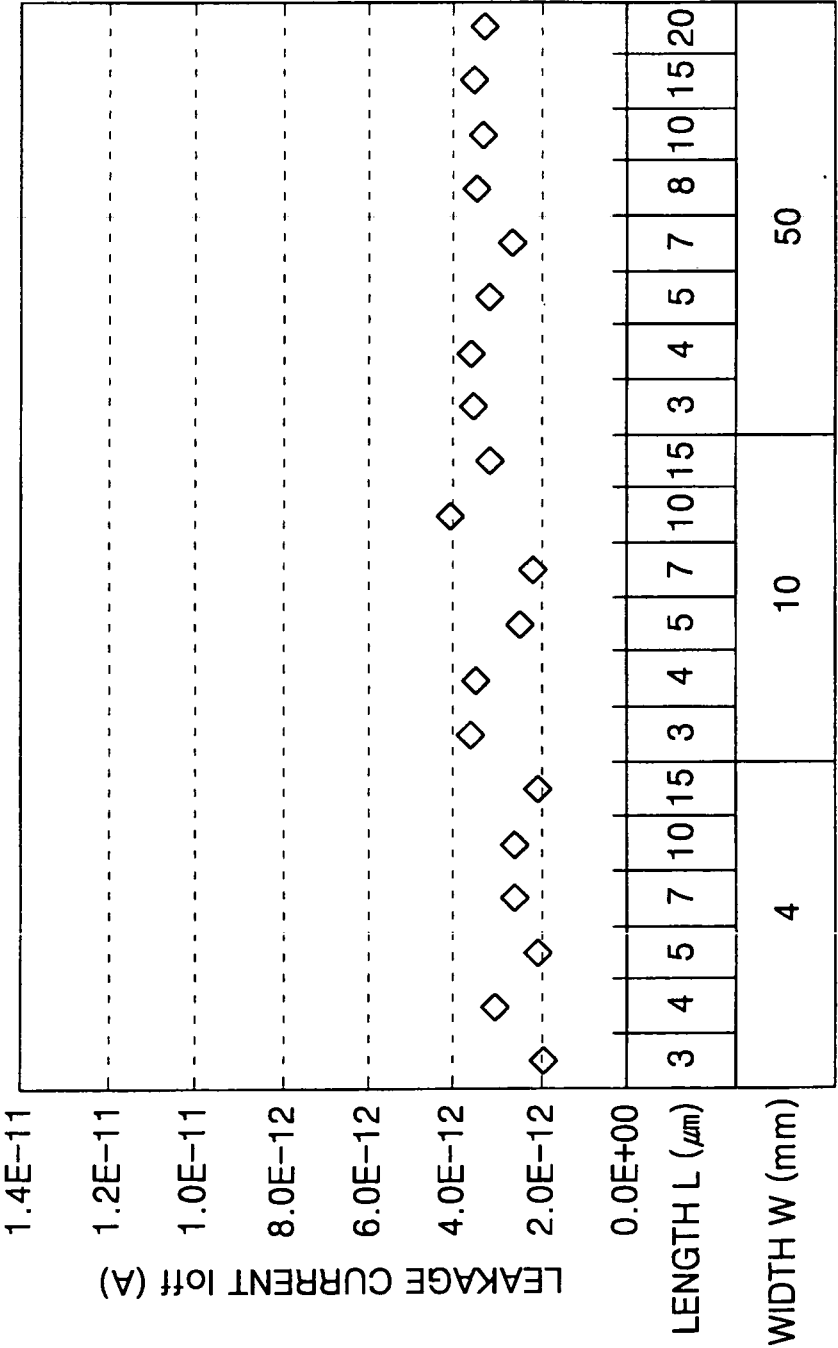 LEAKAGE CURRENT Ioff (A)
1.4E-11
1.2E-11
1.0E-11
8.0E-12
6.0E-12
4.0E-12
2.0E-12
0.0E+00
LENGTH L (μm) 3 4 5 7 10 15 3 4 5 7 10 15 3 4 5 7 8 10 15 20
WIDTH W (mm) 4 10 50